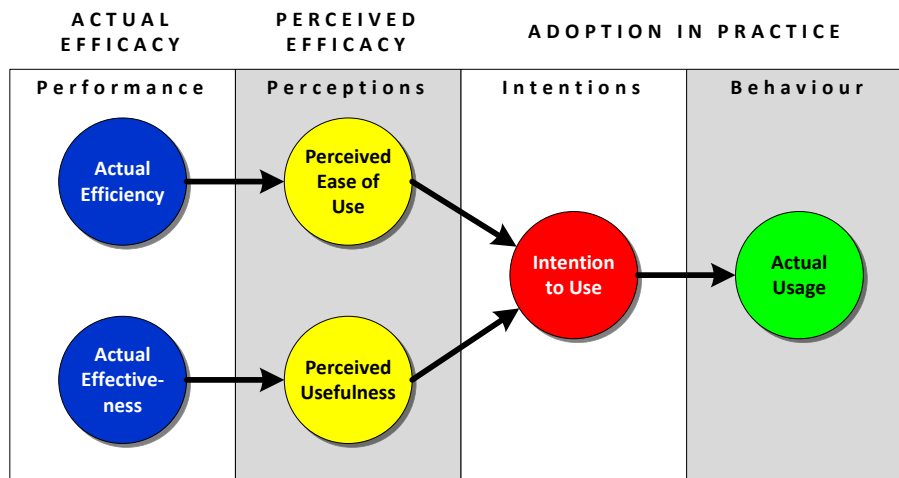 ACTUAL
EFFICACY
PERCEIVED
EFFICACY
ADOPTION IN PRACTICE
Performance
Perceptions
Intentions
Behaviour
Actual
Efficiency
Perceived
Ease of
Use
Intention
to Use
Actual
Usage
Actual
Effective-
ness
Perceived
Usefulness